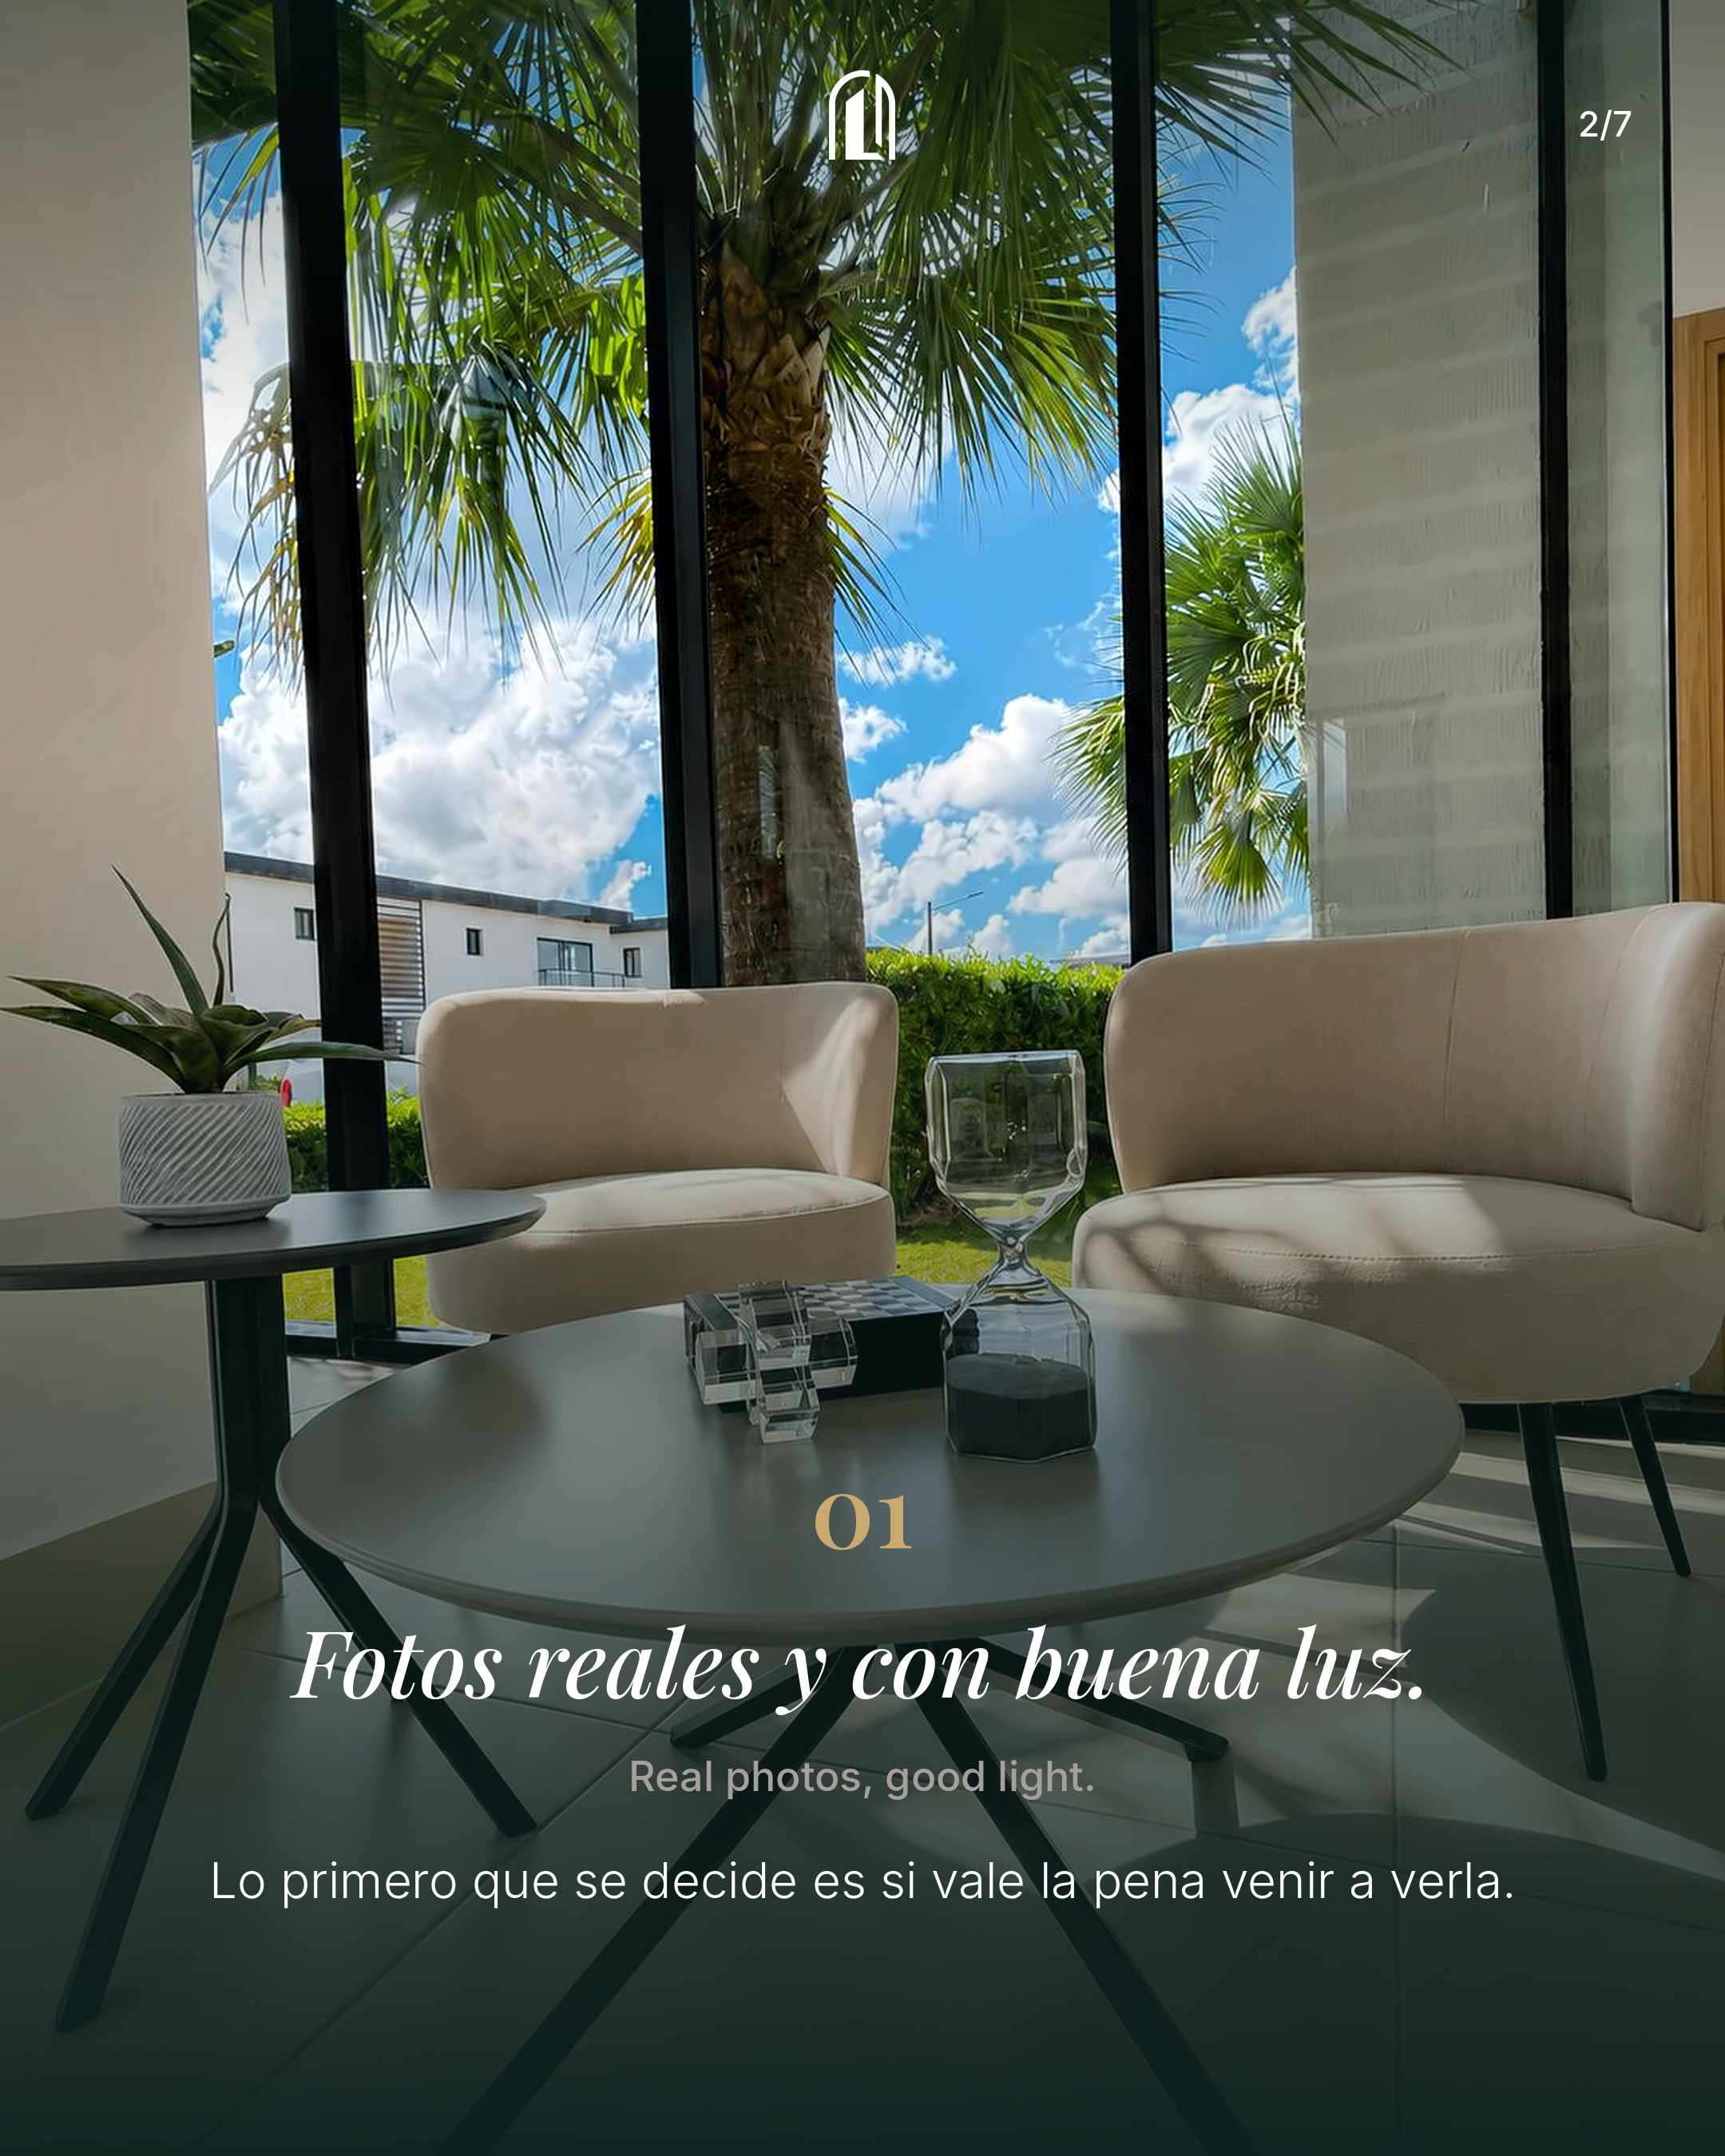 2/7
01
Fotos reales y con buena luz.
Real photos, good light.
Lo primero que se decide es si vale la pena venir a verla.